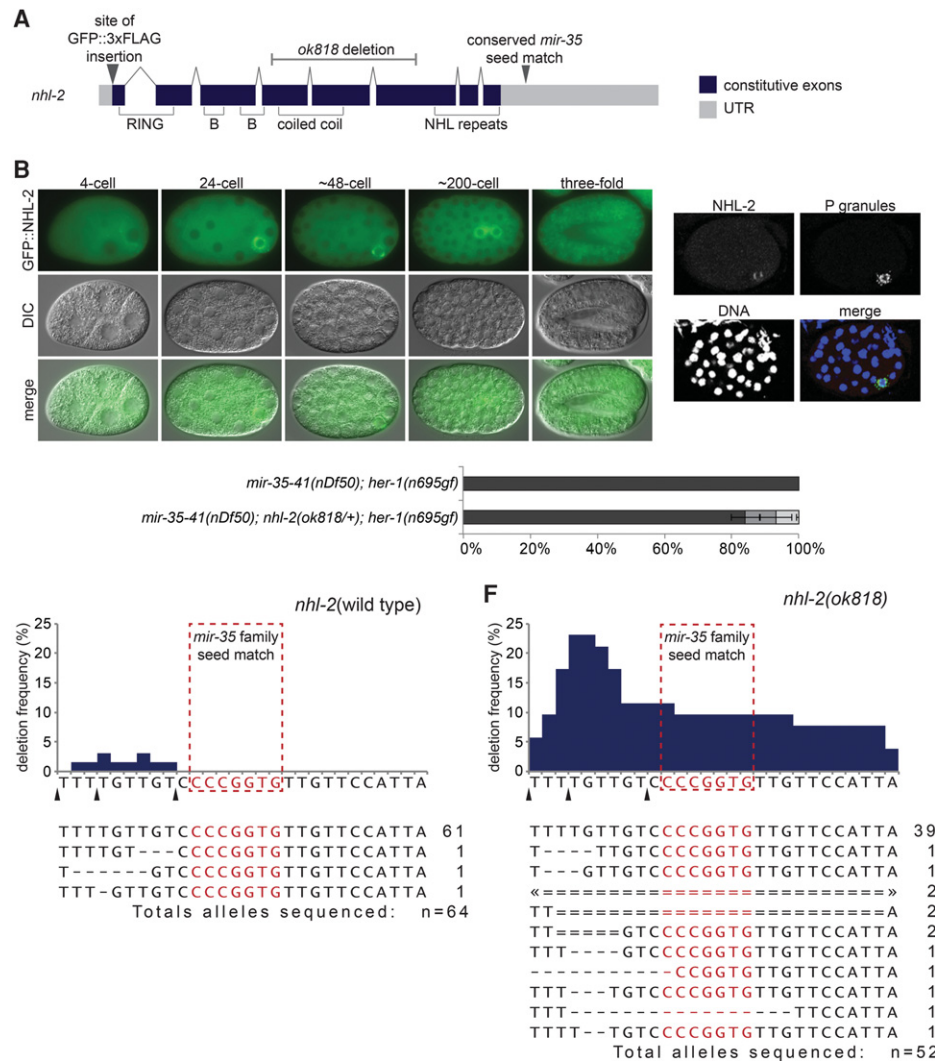 A
site of
GFP::3xFLAG
insertion
ok818 deletion
conserved mir-35
seed match
nhl-2
constitutive exons
UTR
RING
B
B
coiled coil
NHL repeats
B
4-cell
24-cell
~48-cell
~200-cell
three-fold
GFP::NHL-2
DIC
merge
NHL-2
P granules
DNA
merge
mir-35-41(nDf50); her-1(n695gf)
mir-35-41(nDf50); nhl-2(ok818/+); her-1(n695gf)
0% 20% 40% 60% 80% 100%
nhl-2(wild type)
deletion frequency (%)
25
20
15
10
5
0
mir-35 family
seed match
TTTTGTTGTCCCCGGTGTTGTTCCATTA
TTTTGTTGTCCCCGGTGTTGTTCCATTA 61
TTTTGT---CCCCGGTGTTGTTCCATTA 1
T------GTCCCCGGTGTTGTTCCATTA 1
TTT-GTTGTCCCCGGTGTTGTTCCATTA 1
Totals alleles sequenced: n=64
F
nhl-2(ok818)
deletion frequency (%)
25
20
15
10
5
0
mir-35 family
seed match
TTTTGTTGTCCCCGGTGTTGTTCCATTA
TTTTGTTGTCCCCGGTGTTGTTCCATTA 39
T----TTGTCCCCGGTGTTGTTCCATTA 1
T---GTTGTCCCCGGTGTTGTTCCATTA 1
«==========================» 2
TT=========================A 2
TT=====GTCCCCGGTGTTGTTCCATTA 2
TTT----GTCCCCGGTGTTGTTCCATTA 1
-----------CCGGTGTTGTTCCATTA 1
TTT---TGTCCCCGGTGTTGTTCCATTA 1
TTT-----------------TTCCATTA 1
TTTT--TGTCCCCGGTGTTGTTCCATTA 1
Total alleles sequenced: n=52